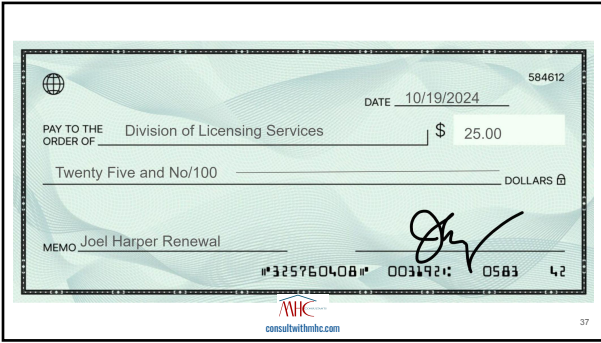 584612
DATE 10/19/2024
PAY TO THE
ORDER OF Division of Licensing Services $ 25.00
Twenty Five and No/100 DOLLARS
MEMO Joel Harper Renewal
⑈325760408⑈ 0031921⑆ 0583 42
MHC
consultwithmhc.com
37